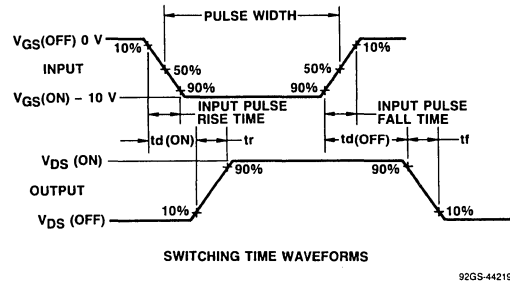 PULSE WIDTH
VGS(OFF) 0 V
10%
10%
INPUT
50%
50%
90%
90%
VGS(ON) – 10 V
INPUT PULSE
RISE TIME
INPUT PULSE
FALL TIME
td (ON)
tr
td(OFF)
tf
VDS (ON)
90%
90%
OUTPUT
10%
10%
VDS (OFF)
SWITCHING TIME WAVEFORMS
92GS-44219